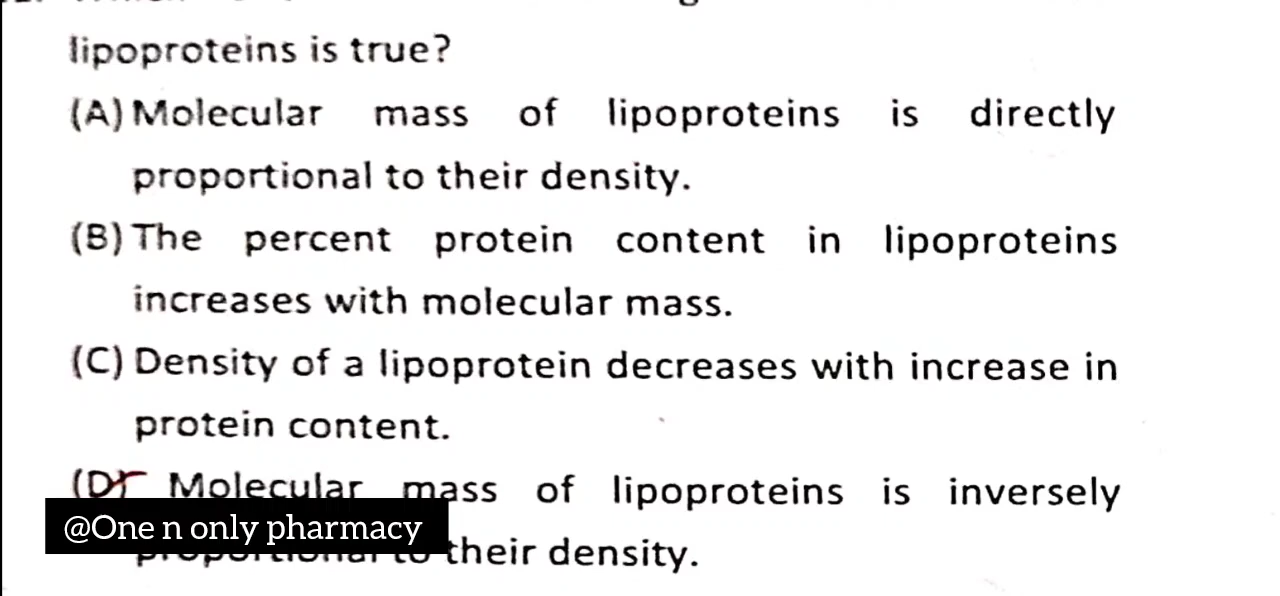 lipoproteins is true?
(A) Molecular mass of lipoproteins is directly
proportional to their density.
(B) The percent protein content in lipoproteins
increases with molecular mass.
(C) Density of a lipoprotein decreases with increase in
protein content.
(D) Molecular mass of lipoproteins is inversely
@One n only pharmacy
proportional to their density.